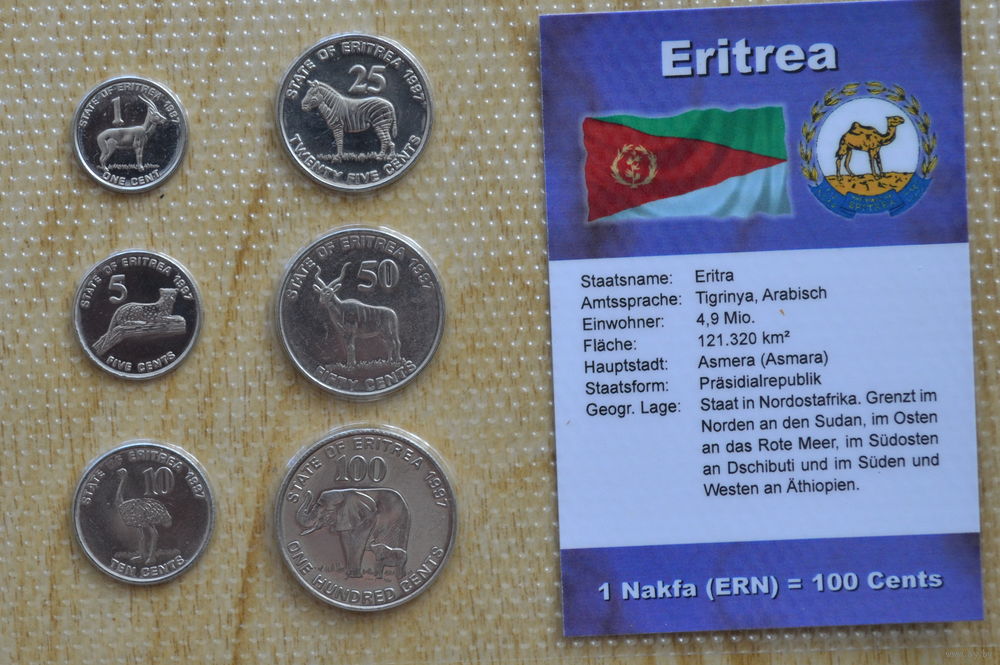 STATE OF ERITREA 1997
1
ONE CENT
STATE OF ERITREA 1997
25
TWENTY FIVE CENTS
STATE OF ERITREA 1997
5
FIVE CENTS
STATE OF ERITREA 1997
50
FIFTY CENTS
STATE OF ERITREA 1997
10
TEN CENTS
STATE OF ERITREA 1997
100
ONE HUNDRED CENTS
Eritrea
Staatsname: Eritra
Amtssprache: Tigrinya, Arabisch
Einwohner: 4,9 Mio.
Fläche: 121.320 km²
Hauptstadt: Asmera (Asmara)
Staatsform: Präsidialrepublik
Geogr. Lage: Staat in Nordostafrika. Grenzt im
Norden an den Sudan, im Osten
an das Rote Meer, im Südosten
an Dschibuti und im Süden und
Westen an Äthiopien.
1 Nakfa (ERN) = 100 Cents